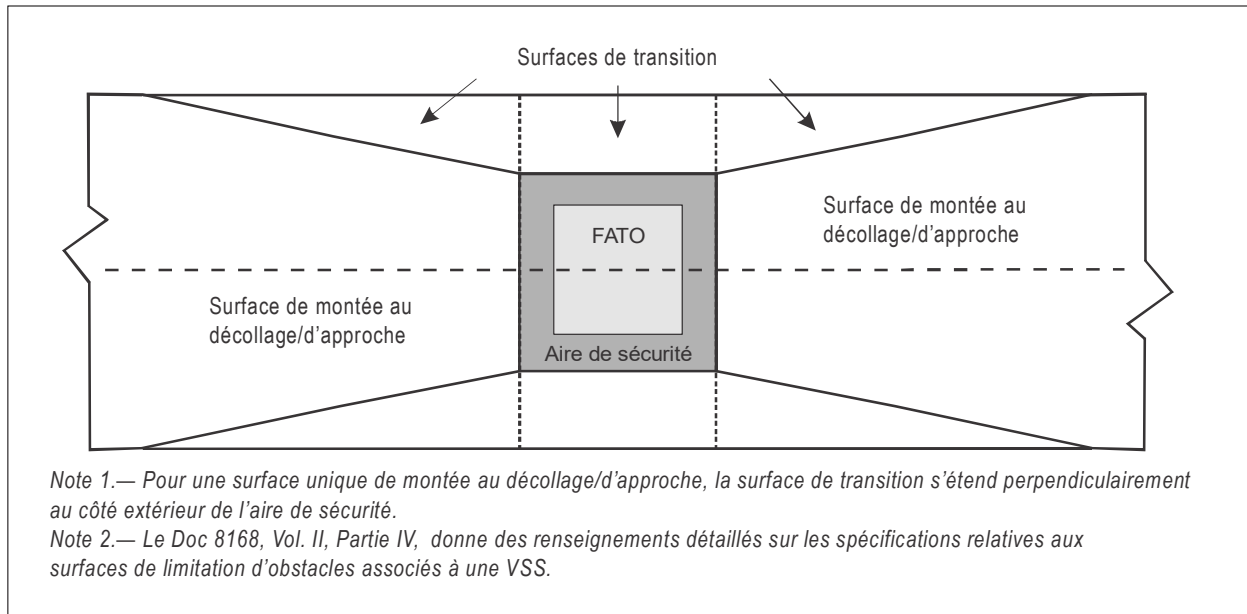 Surfaces de transition
Surface de montée au
décollage/d’approche
FATO
Surface de montée au
décollage/d’approche
Aire de sécurité
Note 1.— Pour une surface unique de montée au décollage/d’approche, la surface de transition s’étend perpendiculairement
au côté extérieur de l’aire de sécurité.
Note 2.— Le Doc 8168, Vol. II, Partie IV, donne des renseignements détaillés sur les spécifications relatives aux
surfaces de limitation d’obstacles associés à une VSS.